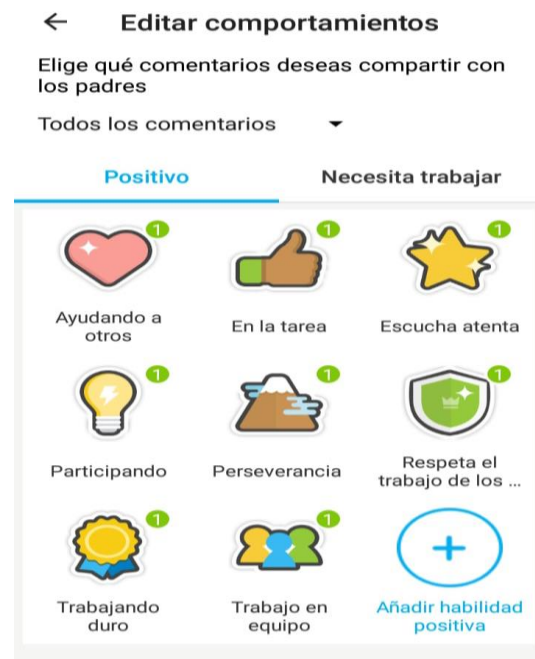 Editar comportamientos
Elige qué comentarios deseas compartir con
los padres
Todos los comentarios
Positivo
Necesita trabajar
1
1
1
Ayudando a
otros
En la tarea
Escucha atenta
1
1
1
Participando
Perseverancia
Respeta el
trabajo de los ...
1
1
Trabajando
duro
Trabajo en
equipo
Añadir habilidad
positiva